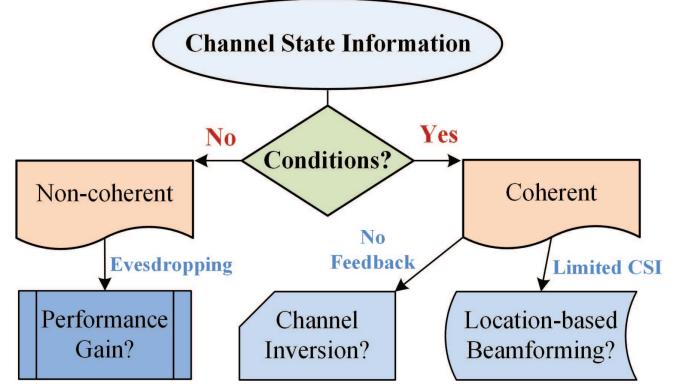 Channel State Information
No
Yes
Conditions?
Non-coherent
Coherent
Evesdropping
No
Feedback
Limited CSI
Performance
Gain?
Channel
Inversion?
Location-based
Beamforming?